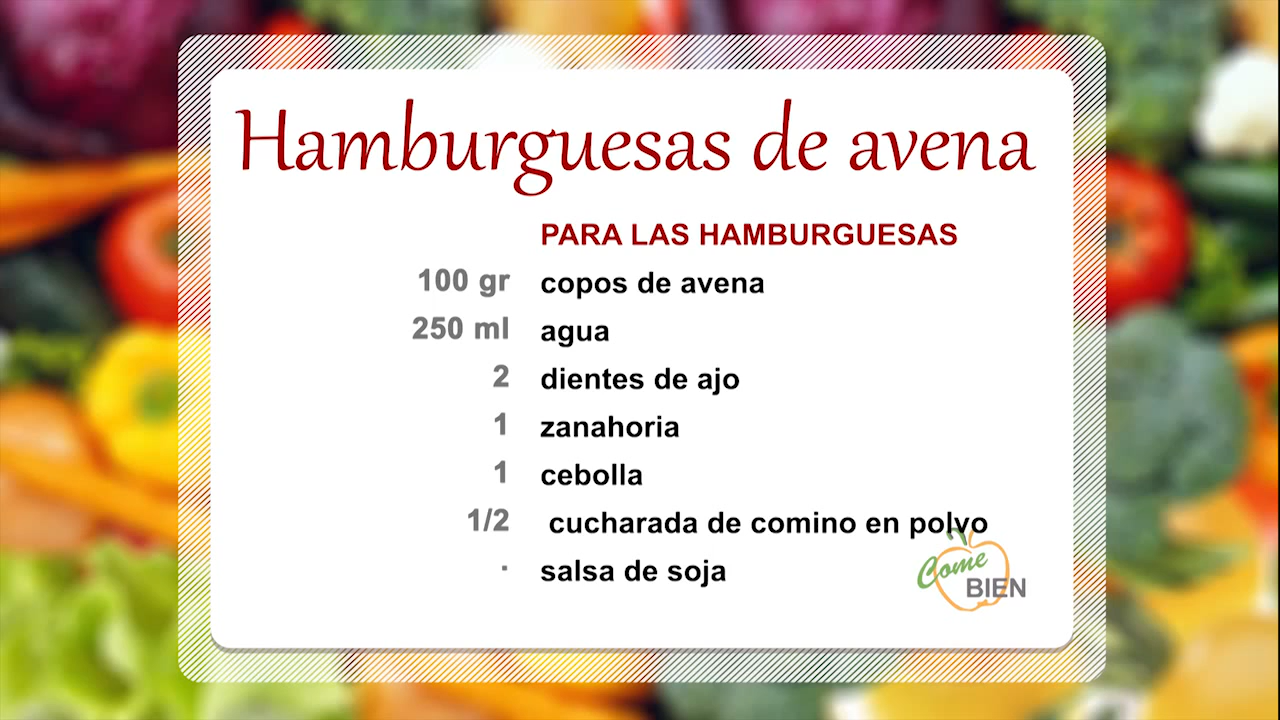 Hamburguesas de avena
PARA LAS HAMBURGUESAS
100 gr copos de avena
250 ml agua
2 dientes de ajo
1 zanahoria
1 cebolla
1/2 cucharada de comino en polvo
· salsa de soja
Come
BIEN